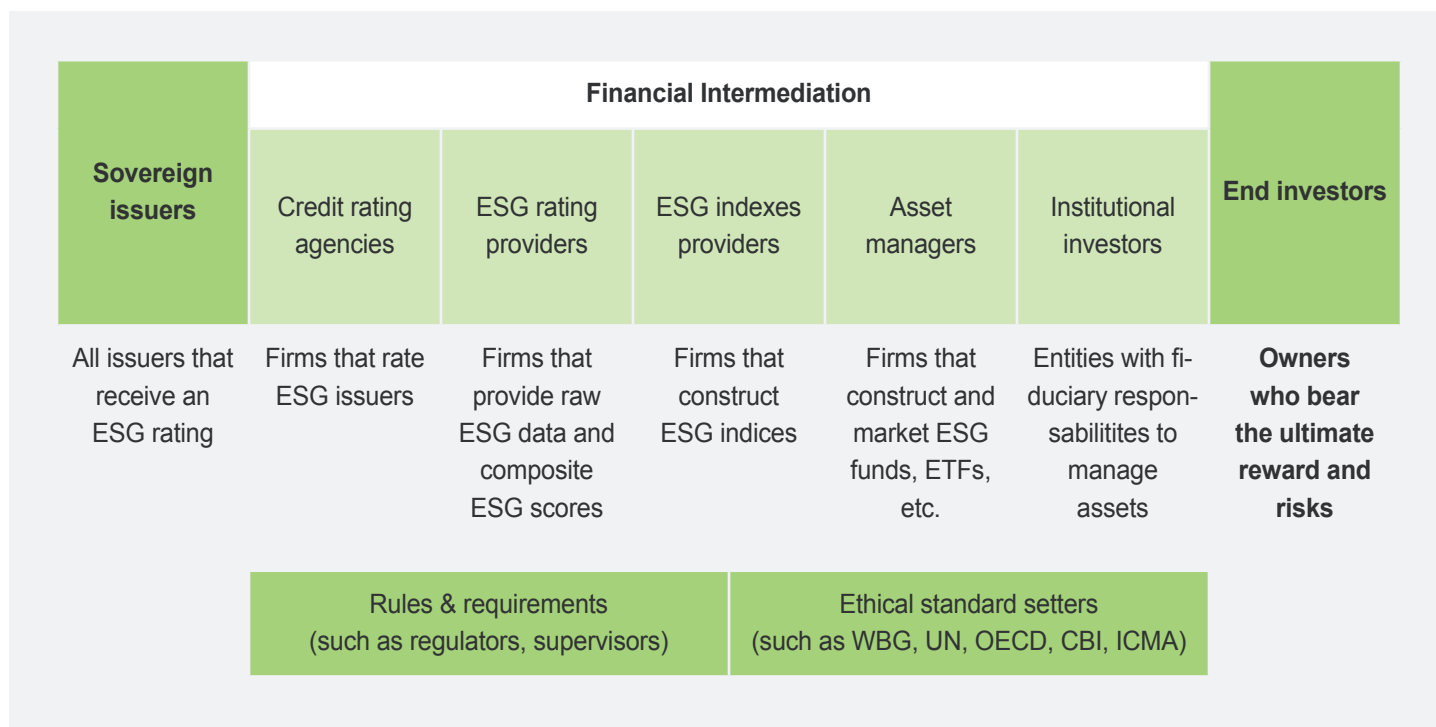 Financial Intermediation
Sovereign
issuers
Credit rating
agencies
ESG rating
providers
ESG indexes
providers
Asset
managers
Institutional
investors
End investors
All issuers that
receive an
ESG rating
Firms that rate
ESG issuers
Firms that
provide raw
ESG data and
composite
ESG scores
Firms that
construct
ESG indices
Firms that
construct and
market ESG
funds, ETFs,
etc.
Entities with fi-
duciary respon-
sabilitites to
manage
assets
Owners
who bear
the ultimate
reward and
risks
Rules & requirements
(such as regulators, supervisors)
Ethical standard setters
(such as WBG, UN, OECD, CBI, ICMA)